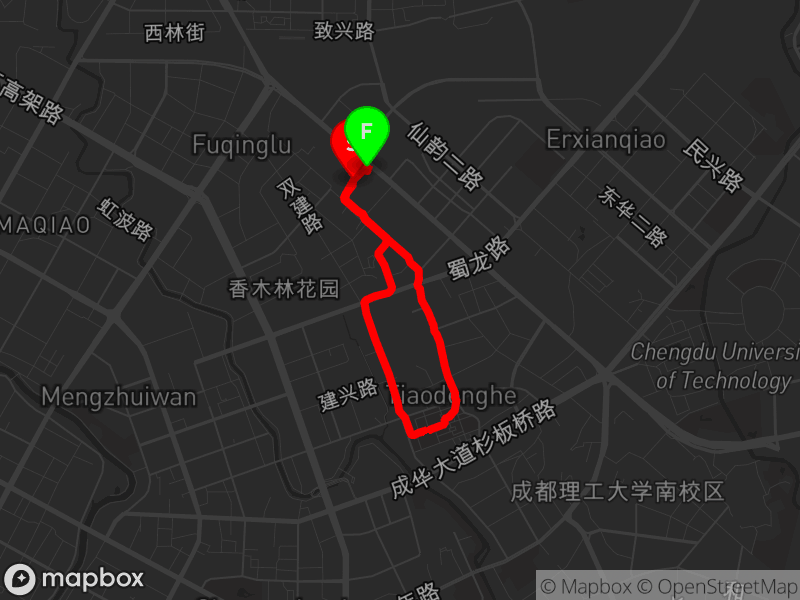 西林街
致兴路
高架路
F
S
仙韵二路
Erxianqiao
民兴路
Fuqinglu
双建路
东华二路
MAQIAO
虹波路
蜀龙路
香木林花园
Chengdu Universi
of Technology
Mengzhuiwan
建兴路
Tiaodenghe
成华大道杉板桥路
成都理工大学南校区
mapbox
© Mapbox © OpenStreetMap